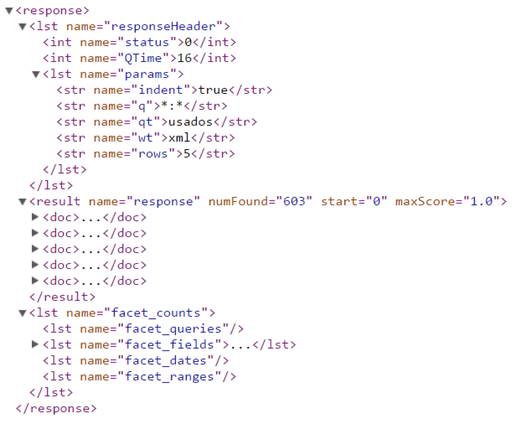 <response>
<lst name="responseHeader">
<int name="status">0</int>
<int name="QTime">16</int>
<lst name="params">
<str name="indent">true</str>
<str name="q">*:*</str>
<str name="qt">usados</str>
<str name="wt">xml</str>
<str name="rows">5</str>
</lst>
</lst>
<result name="response" numFound="603" start="0" maxScore="1.0">
<doc>...</doc>
<doc>...</doc>
<doc>...</doc>
<doc>...</doc>
<doc>...</doc>
</result>
<lst name="facet_counts">
<lst name="facet_queries"/>
<lst name="facet_fields">...</lst>
<lst name="facet_dates"/>
<lst name="facet_ranges"/>
</lst>
</response>